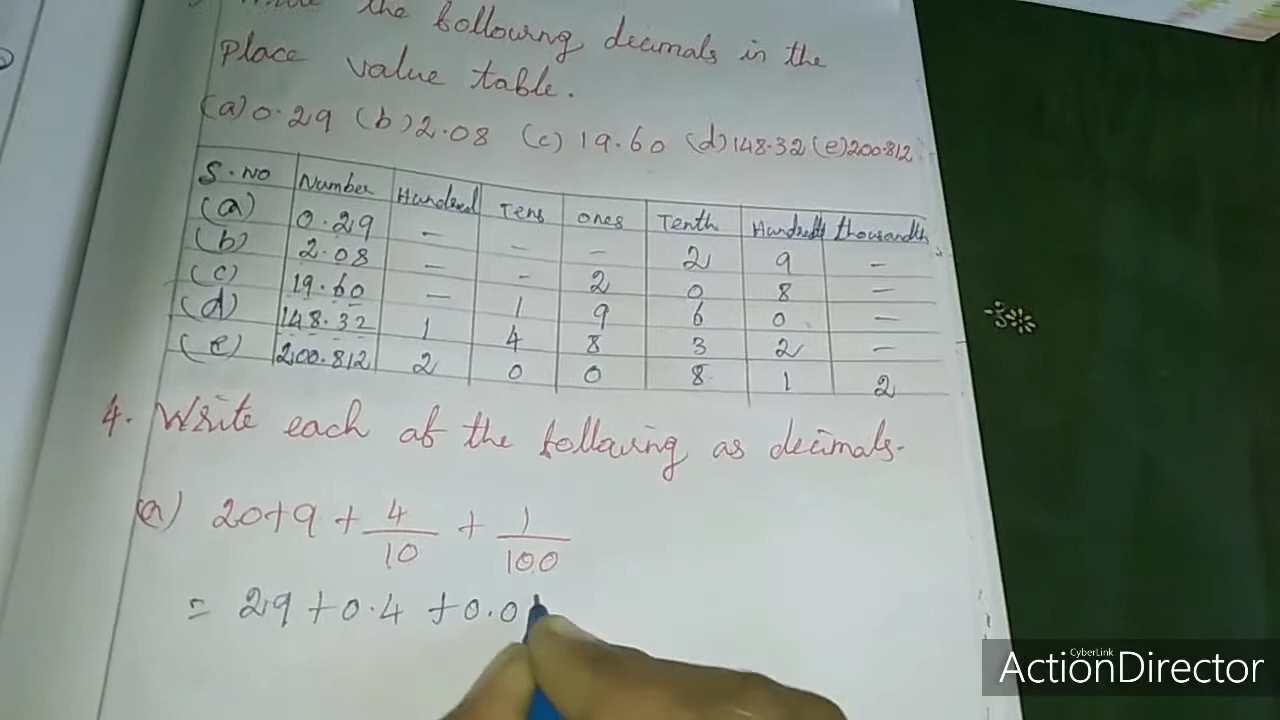 the following decimals in the
place value table.
(a) 0.29 (b) 2.08 (c) 19.60 (d) 148.32 (e) 200.812
S.NO Number Hundered Tens ones Tenth Hundredth thousandth
(a) 0.29 - - - 2 9 -
(b) 2.08 - - 2 0 8 -
(c) 19.60 - 1 9 6 0 -
(d) 148.32 1 4 8 3 2 -
(e) 200.812 2 0 0 8 1 2
4. Write each of the following as decimals.
(a) 20+9 + 4/10 + 1/100
= 29 + 0.4 + 0.0
CyberLink
ActionDirector